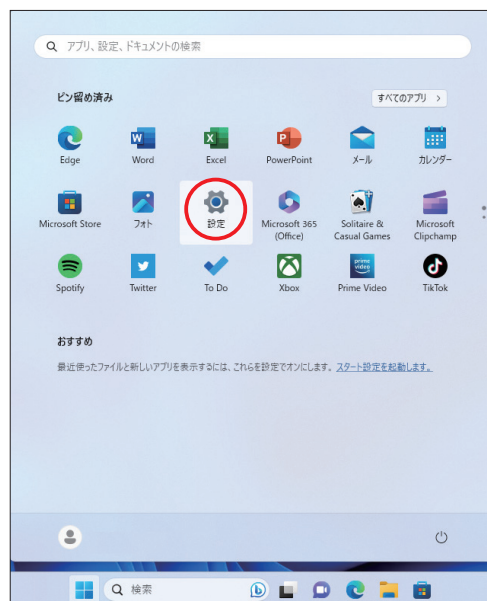 アプリ、設定、ドキュメントの検索
ピン留め済み
すべてのアプリ >
Edge
Word
Excel
PowerPoint
メール
カレンダー
Microsoft Store
フォト
設定
Microsoft 365
(Office)
Solitaire &
Casual Games
Microsoft
Clipchamp
prime
video
Spotify
Twitter
To Do
Xbox
Prime Video
TikTok
おすすめ
最近使ったファイルと新しいアプリを表示するには、これらを設定でオンにします。 スタート設定を起動します。
検索